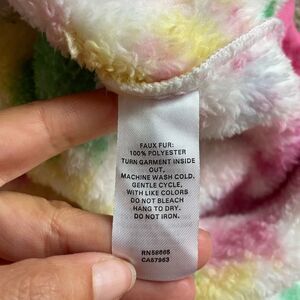 FAUX FUR:
100% POLYESTER
TURN GARMENT INSIDE
OUT,
MACHINE WASH COLD.
GENTLE CYCLE,
WITH LIKE COLORS
DO NOT BLEACH
HANG TO DRY.
DO NOT IRON.
RN58665
CA57963